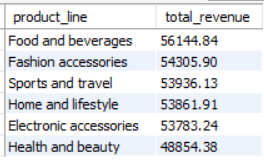 product_line total_revenue
Food and beverages 56144.84
Fashion accessories 54305.90
Sports and travel 53936.13
Home and lifestyle 53861.91
Electronic accessories 53783.24
Health and beauty 48854.38